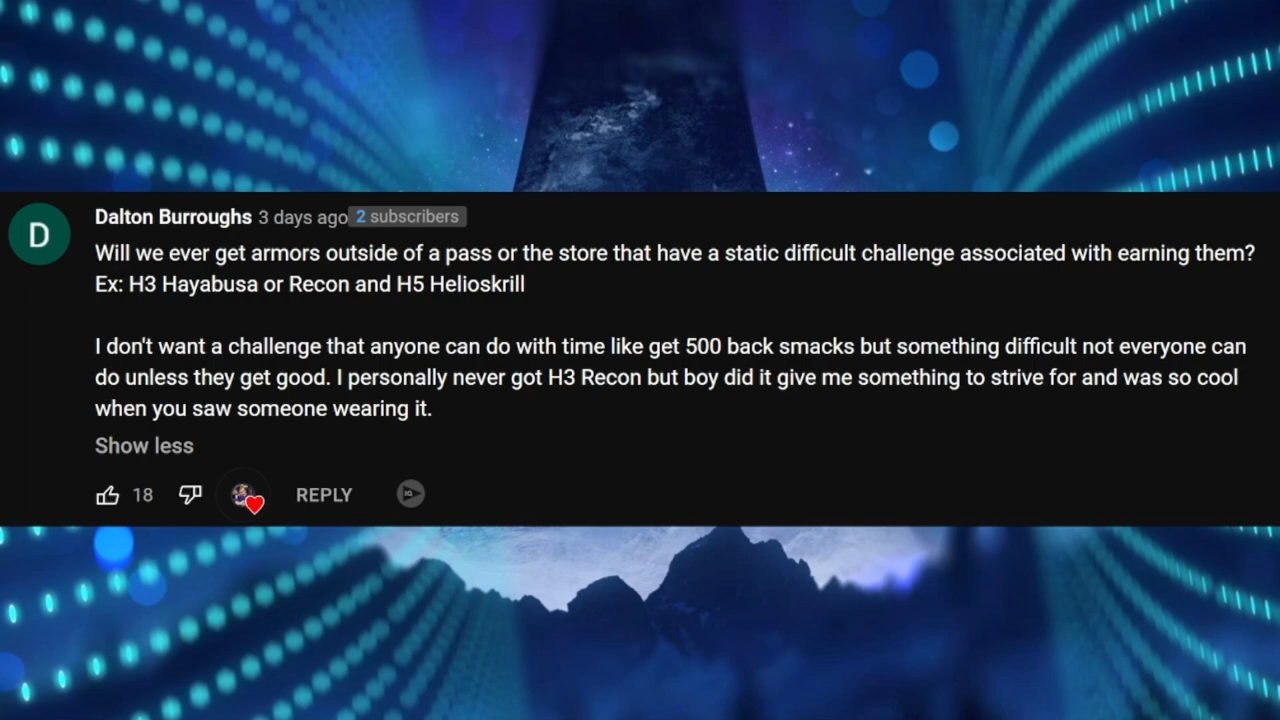 D
Dalton Burroughs 3 days ago 2 subscribers
Will we ever get armors outside of a pass or the store that have a static difficult challenge associated with earning them?
Ex: H3 Hayabusa or Recon and H5 Helioskrill
I don't want a challenge that anyone can do with time like get 500 back smacks but something difficult not everyone can
do unless they get good. I personally never got H3 Recon but boy did it give me something to strive for and was so cool
when you saw someone wearing it.
Show less
18 REPLY